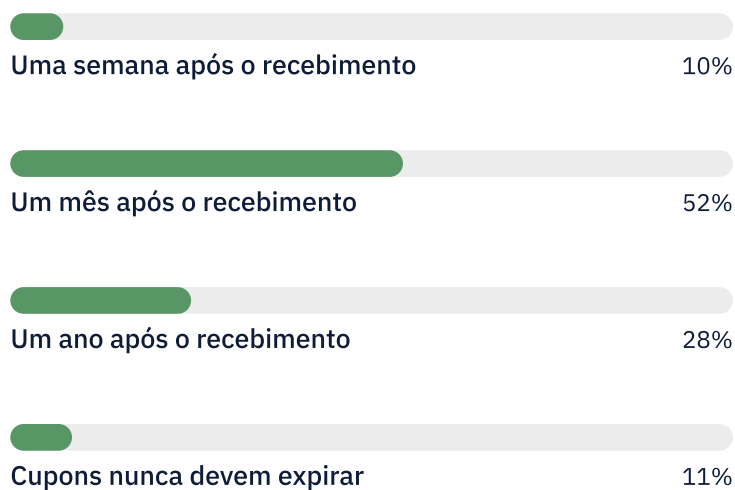 Uma semana após o recebimento 10%
Um mês após o recebimento 52%
Um ano após o recebimento 28%
Cupons nunca devem expirar 11%